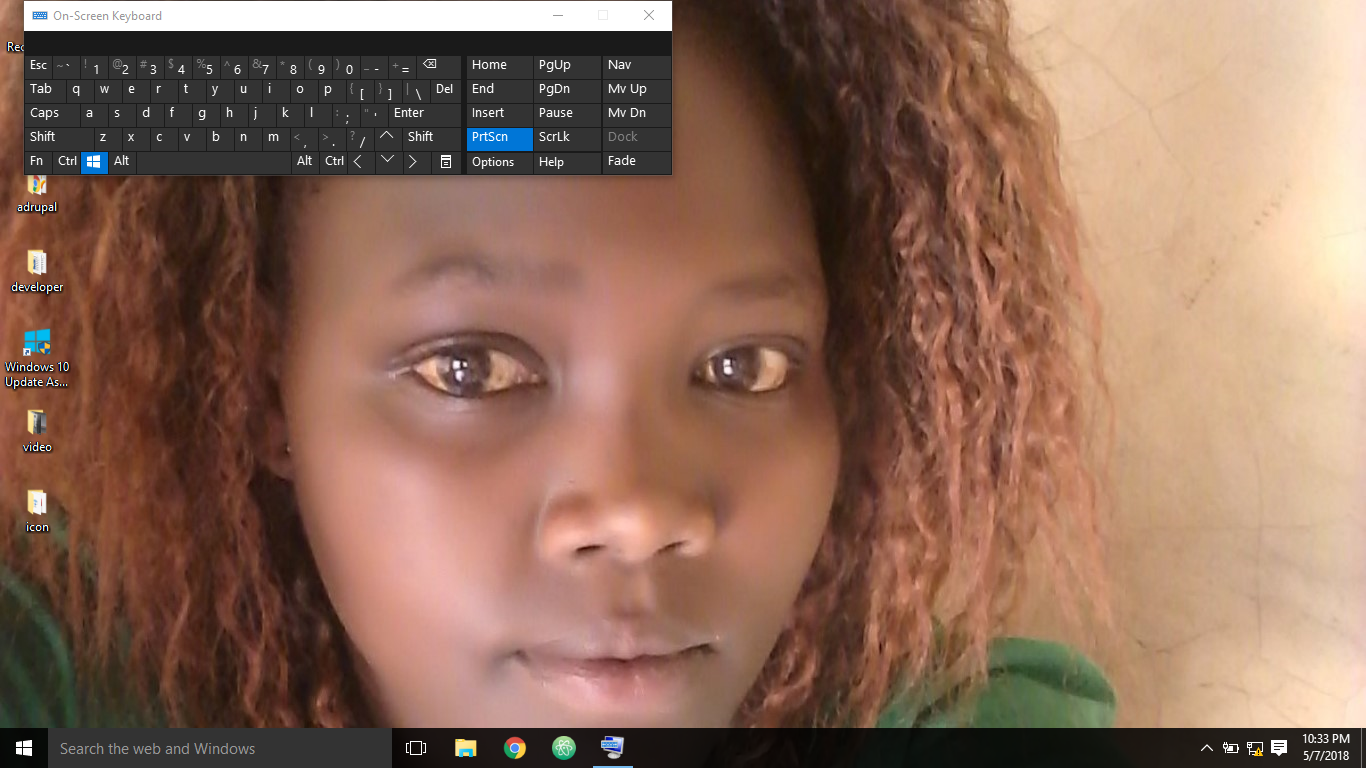 On-Screen Keyboard
Esc ~ ` ! 1 @ 2 # 3 $ 4 % 5 ^ 6 & 7 * 8 ( 9 ) 0 _ - + = Home PgUp Nav
Tab q w e r t y u i o p { [ } ] | \ Del End PgDn Mv Up
Caps a s d f g h j k l : ; " ' Enter Insert Pause Mv Dn
Shift z x c v b n m < , > . ? / Shift PrtScn ScrLk Dock
Fn Ctrl Alt Alt Ctrl Options Help Fade
Rec
adrupal
developer
Windows 10
Update As...
video
icon
Search the web and Windows
10:33 PM
5/7/2018